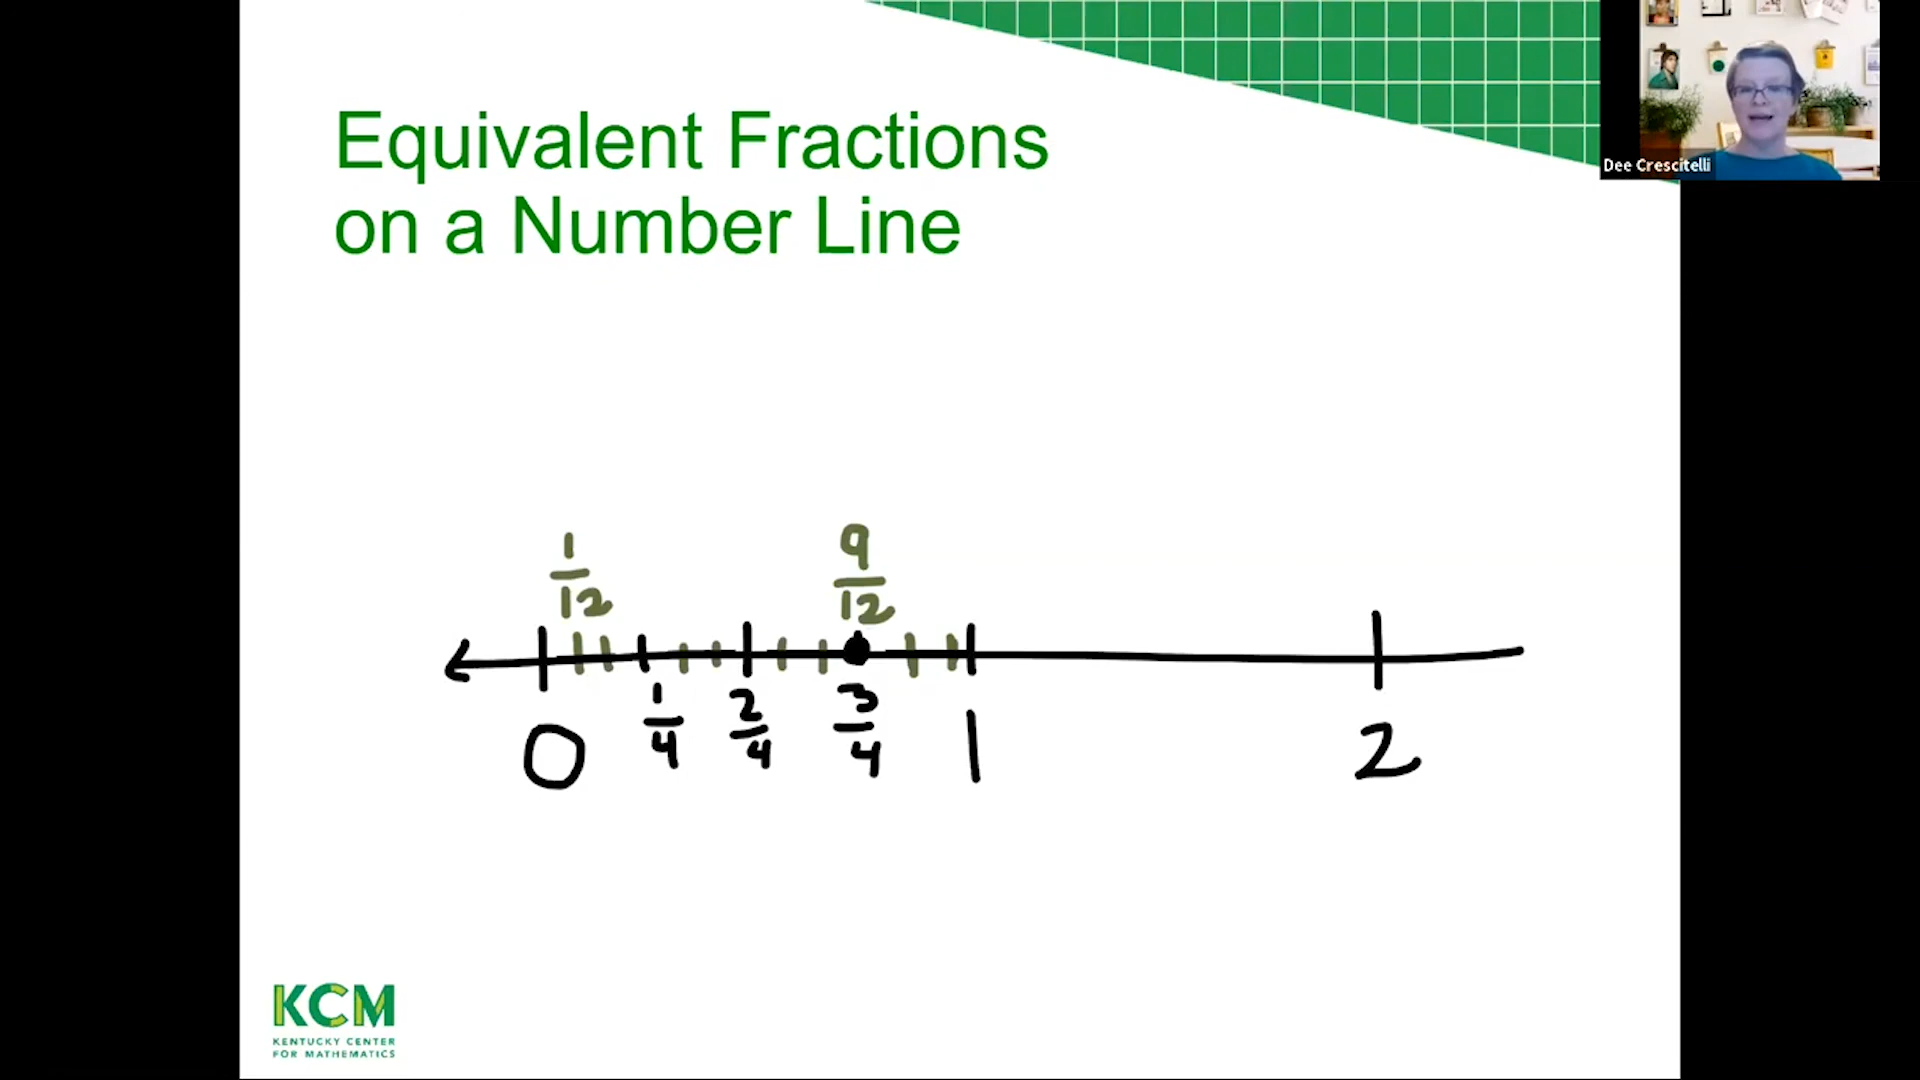 Equivalent Fractions
on a Number Line
Dee Crescitelli
1/12
9/12
1/4
2/4
3/4
0
1
2
KCM
KENTUCKY CENTER
FOR MATHEMATICS